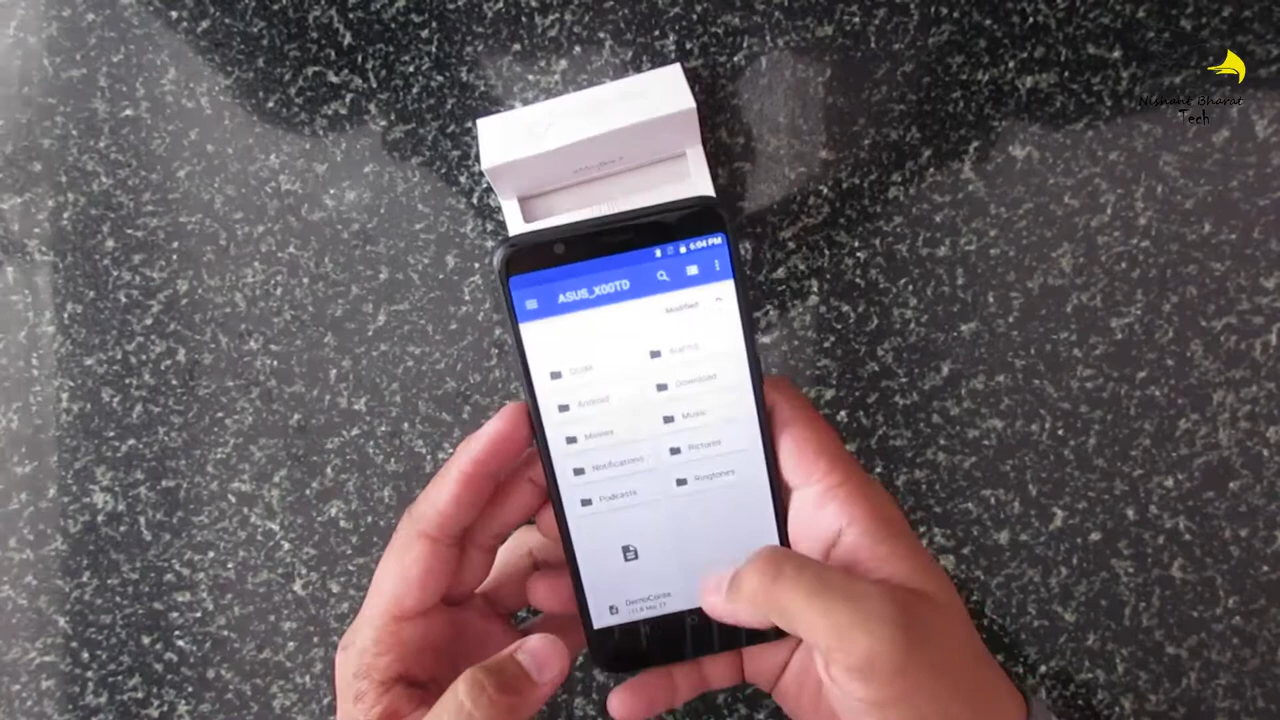 Nishant Bharat
Tech
6:04 PM
ASUS_X00TD
Modified
DCIM
Android
Download
Movies
Music
Notifications
Pictures
Podcasts
Ringtones